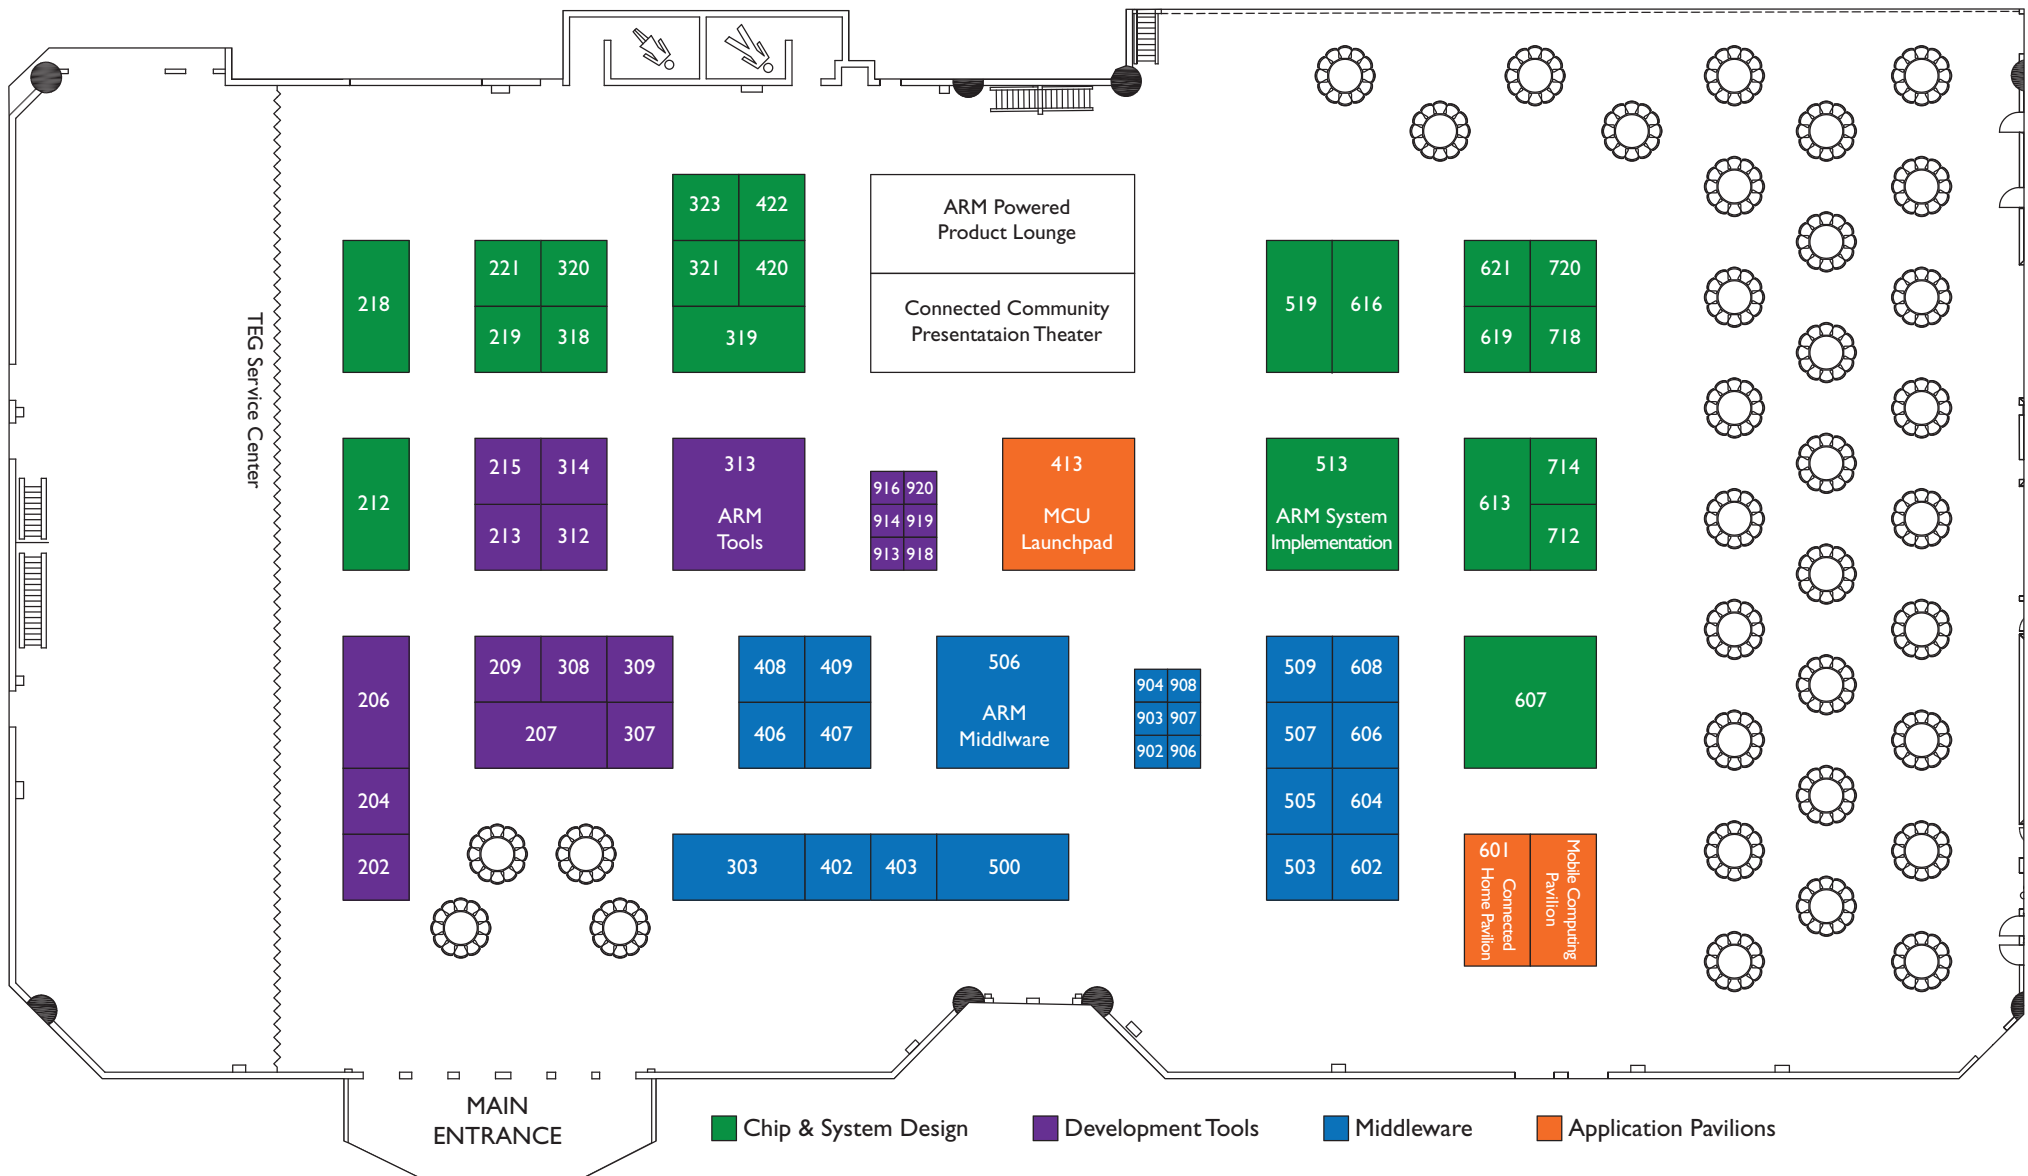 323 422
ARM Powered
Product Lounge
221 320
321 420
519 616
621 720
218
Connected Community
Presentataion Theater
219 318
319
619 718
TEG Service Center
215 314
313
413
513
714
916 920
212
613
ARM
Tools
914 919
MCU
Launchpad
ARM System
Implementation
213 312
712
913 918
209 308 309
408 409
506
904 908
509 608
206
607
ARM
Middlware
903 907
207 307
406 407
507 606
902 906
204
505 604
202
303 402 403 500
503 602
601
Connected
Home Pavilion
Mobile Computing
Pavilion
MAIN
ENTRANCE
Chip & System Design
Development Tools
Middleware
Application Pavilions